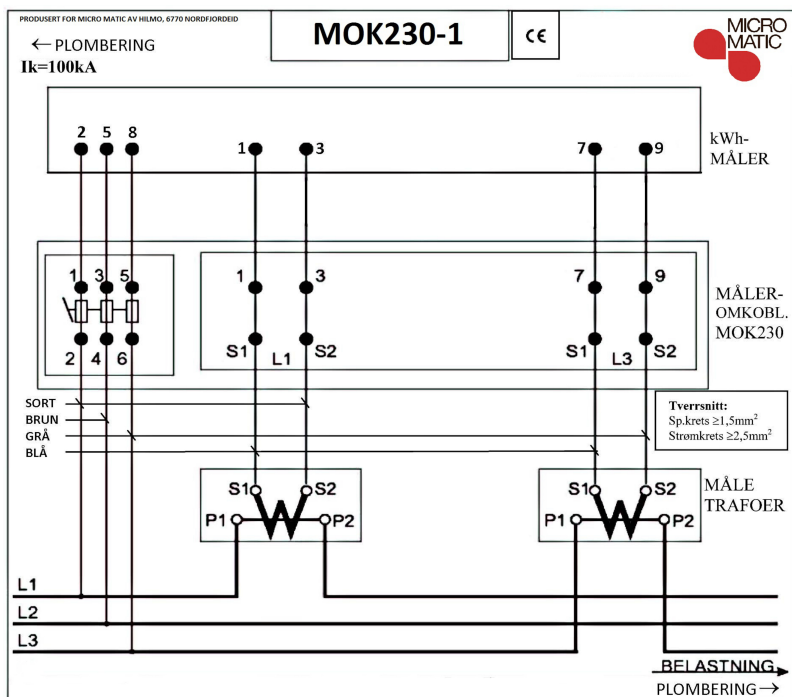 PRODUSERT FOR MICRO MATIC AV HILMO, 6770 NORDFJORDEID
← PLOMBERING
Ik=100kA
MOK230-1
CE
MICRO
MATIC
2 5 8 1 3 7 9
kWh-
MÅLER
1 3 5 1 3 7 9
MÅLER-
OMKOBL.
MOK230
2 4 6 S1 L1 S2 S1 L3 S2
SORT
BRUN
GRÅ
BLÅ
Tverrsnitt:
Sp.krets ≥1,5mm²
Strømkrets ≥2,5mm²
S1 S2 S1 S2
P1 P2 P1 P2
MÅLE
TRAFOER
L1
L2
L3
BELASTNING
PLOMBERING →